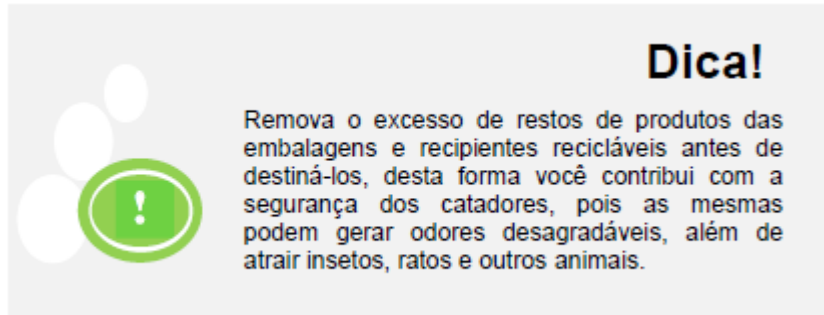 Dica!
Remova o excesso de restos de produtos das
embalagens e recipientes recicláveis antes de
destiná-los, desta forma você contribui com a
segurança dos catadores, pois as mesmas
podem gerar odores desagradáveis, além de
atrair insetos, ratos e outros animais.
!